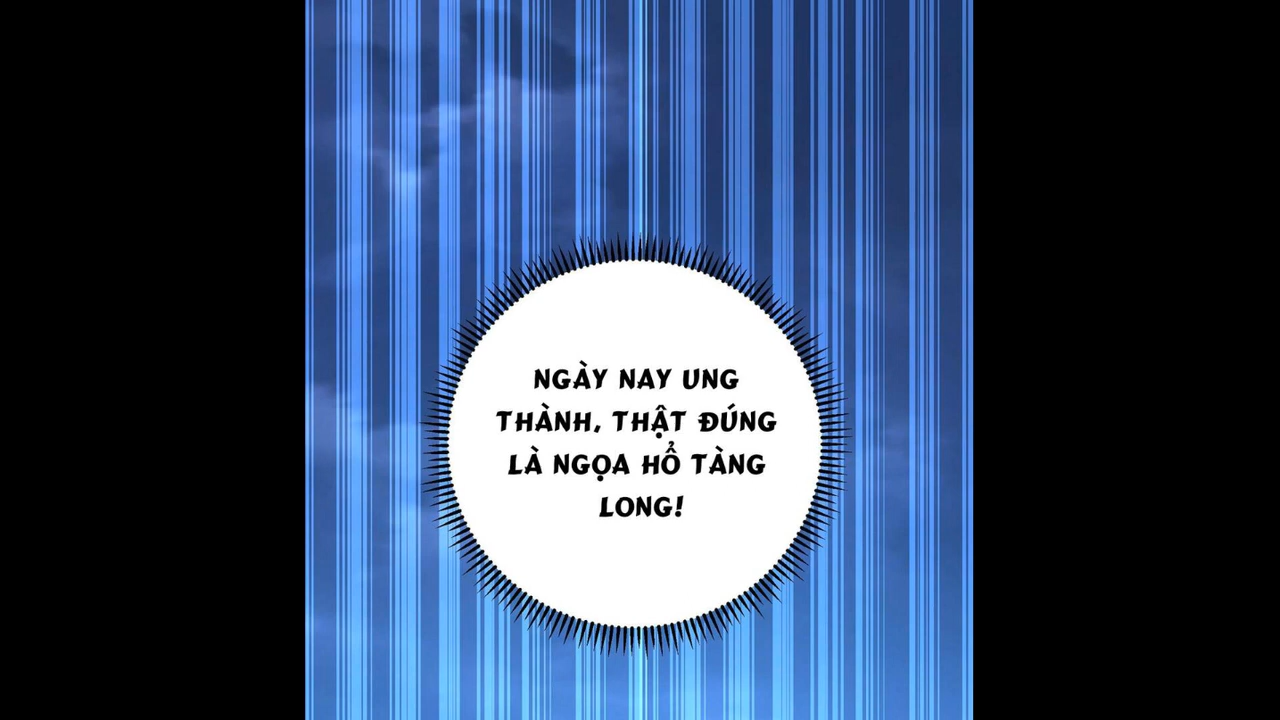 NGÀY NAY UNG
THÀNH, THẬT ĐÚNG
LÀ NGỌA HỔ TÀNG
LONG!